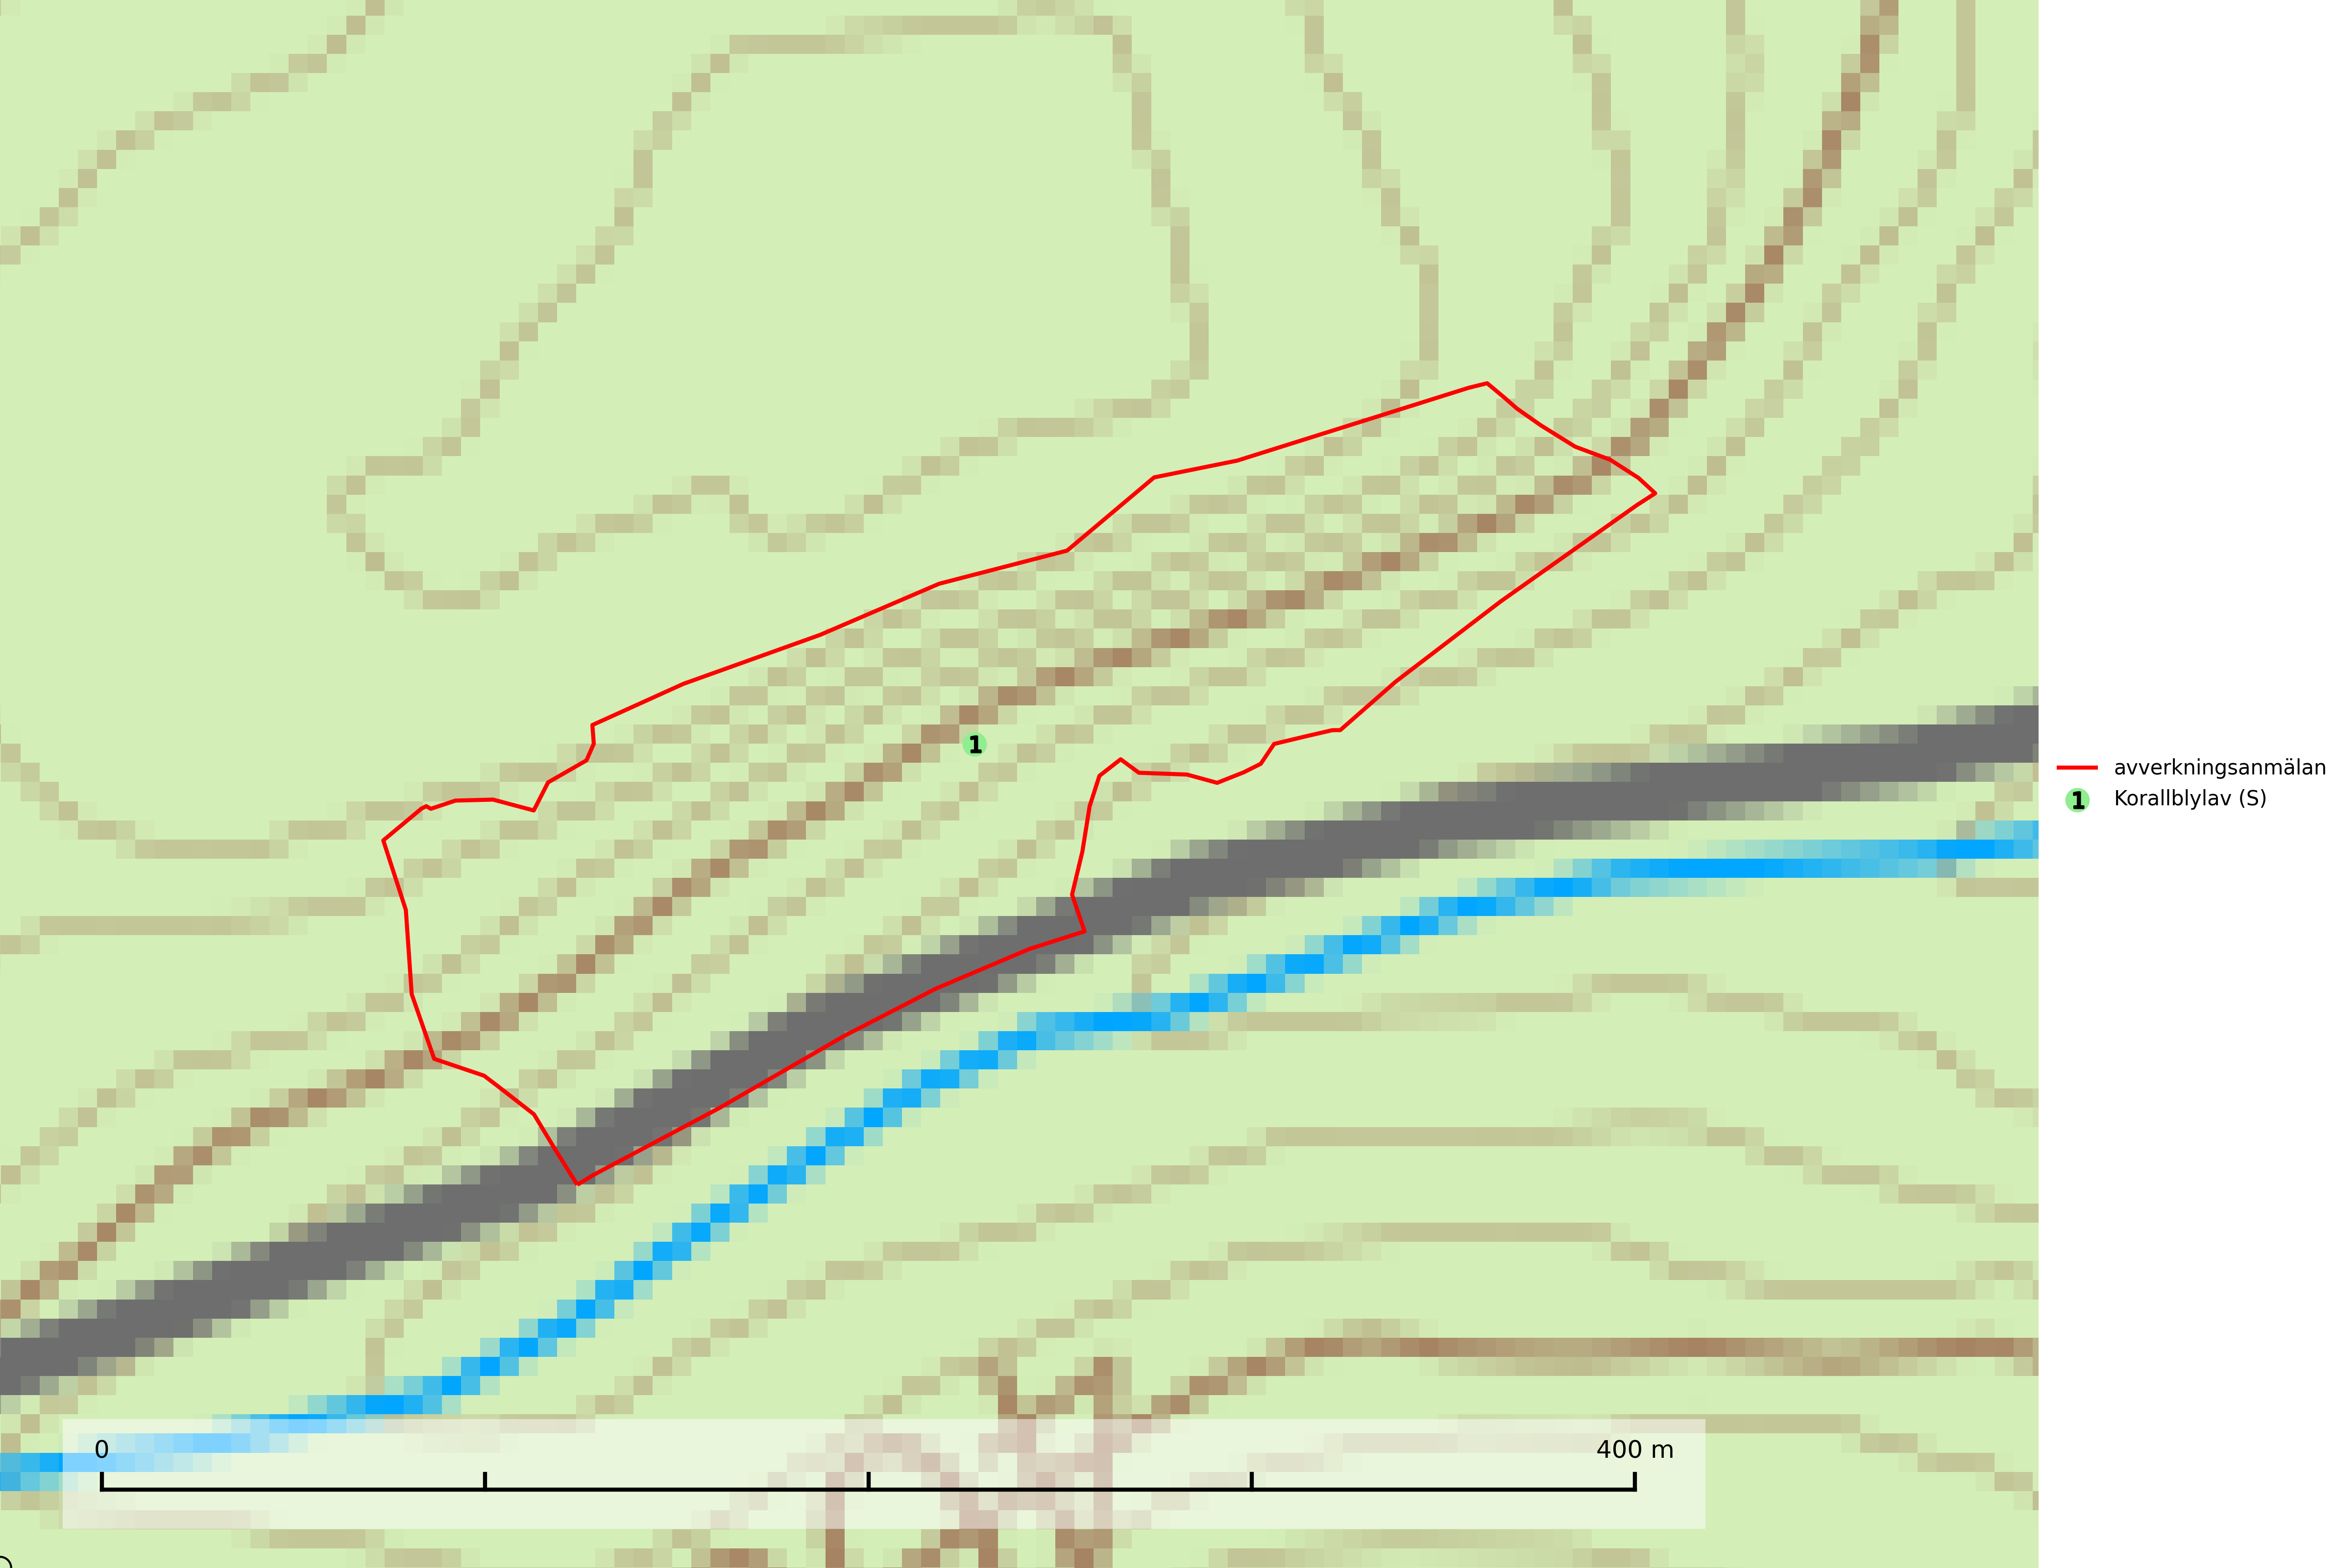 1
avverkningsanmälan
1 Korallblylav (S)
0 400 m